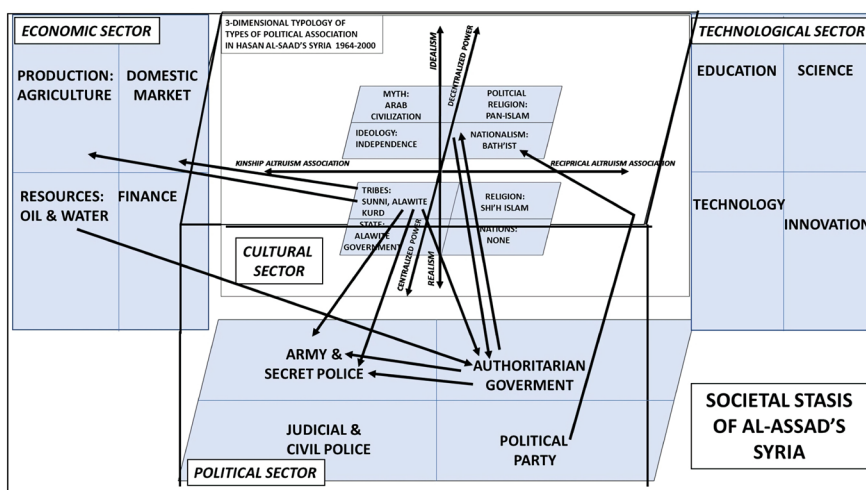 ECONOMIC SECTOR
3-DIMENSIONAL TYPOLOGY OF
TYPES OF POLITICAL ASSOCIATION
IN HASAN AL-SAAD'S SYRIA 1964-2000
TECHNOLOGICAL SECTOR
PRODUCTION:
AGRICULTURE
DOMESTIC
MARKET
RESOURCES:
OIL & WATER
FINANCE
IDEALISM
DECENTRALIZED POWER
MYTH:
ARAB
CIVILIZATION
POLITCIAL
RELIGION:
PAN-ISLAM
IDEOLOGY:
INDEPENDENCE
NATIONALISM:
BATH'IST
KINSHIP ALTRUISM ASSOCIATION
RECIPRICAL ALTRUISM ASSOCIATION
TRIBES:
SUNNI, ALAWITE
KURD
STATE:
ALAWITE
GOVERNMENT
RELIGION:
SHI'H ISLAM
NATIONS:
NONE
CENTRALIZED POWER
REALISM
CULTURAL
SECTOR
EDUCATION
SCIENCE
TECHNOLOGY
INNOVATION
ARMY &
SECRET POLICE
AUTHORITARIAN
GOVERMENT
JUDICIAL &
CIVIL POLICE
POLITICAL
PARTY
POLITICAL SECTOR
SOCIETAL STASIS
OF AL-ASSAD'S
SYRIA